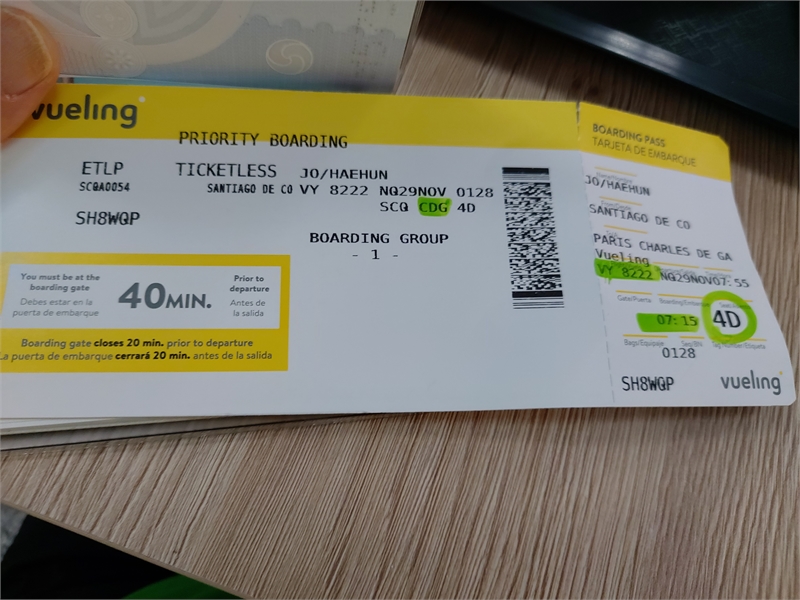 vueling
PRIORITY BOARDING
ETLP TICKETLESS JO/HAEHUN
SCQA0054 SANTIAGO DE CO VY 8222 NQ29NOV 0128
SCQ CDG 4D
SH8WQP
BOARDING GROUP
- 1 -
You must be at the
boarding gate
Debes estar en la
puerta de embarque
40MIN.
Prior to
departure
Antes de
la salida
Boarding gate closes 20 min. prior to departure
La puerta de embarque cerrará 20 min. antes de la salida
BOARDING PASS
TARJETA DE EMBARQUE
JO/HAEHUN
SANTIAGO DE CO
PARIS CHARLES DE GA
Vueling
VY 8222 NQ29NOV07:55
Gate/Puerta
07:15 4D
Bags/Equipaje
0128
SH8WQP
vueling